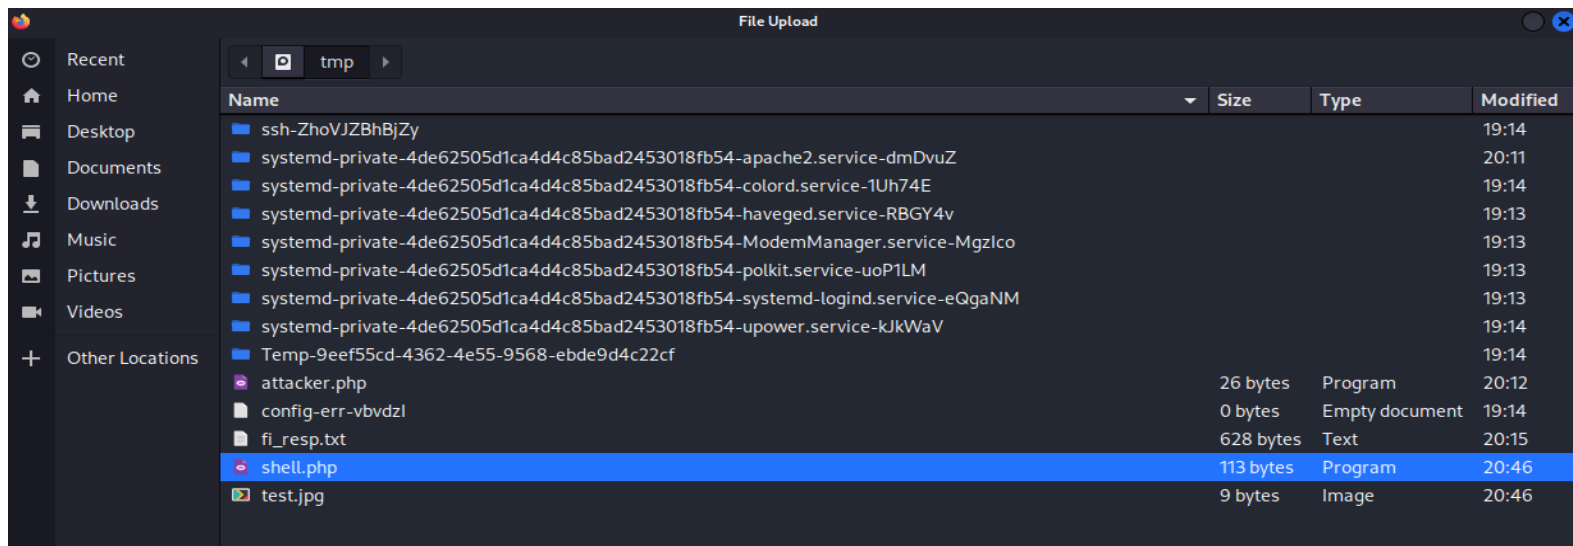 File Upload
Recent
Home
Desktop
Documents
Downloads
Music
Pictures
Videos
Other Locations
tmp
Name Size Type Modified
ssh-ZhoVJZBhBjZy 19:14
systemd-private-4de62505d1ca4d4c85bad2453018fb54-apache2.service-dmDvuZ 20:11
systemd-private-4de62505d1ca4d4c85bad2453018fb54-colord.service-1Uh74E 19:14
systemd-private-4de62505d1ca4d4c85bad2453018fb54-haveged.service-RBGY4v 19:13
systemd-private-4de62505d1ca4d4c85bad2453018fb54-ModemManager.service-MgzIco 19:13
systemd-private-4de62505d1ca4d4c85bad2453018fb54-polkit.service-uoP1LM 19:13
systemd-private-4de62505d1ca4d4c85bad2453018fb54-systemd-logind.service-eQgaNM 19:13
systemd-private-4de62505d1ca4d4c85bad2453018fb54-upower.service-kJkWaV 19:14
Temp-9eef55cd-4362-4e55-9568-ebde9d4c22cf 19:14
attacker.php 26 bytes Program 20:12
config-err-vbvdzI 0 bytes Empty document 19:14
fi_resp.txt 628 bytes Text 20:15
shell.php 113 bytes Program 20:46
test.jpg 9 bytes Image 20:46